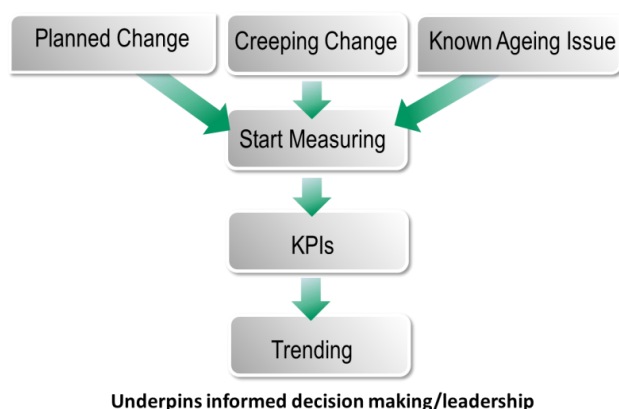 Planned Change
Creeping Change
Known Ageing Issue
Start Measuring
KPIs
Trending
Underpins informed decision making/leadership